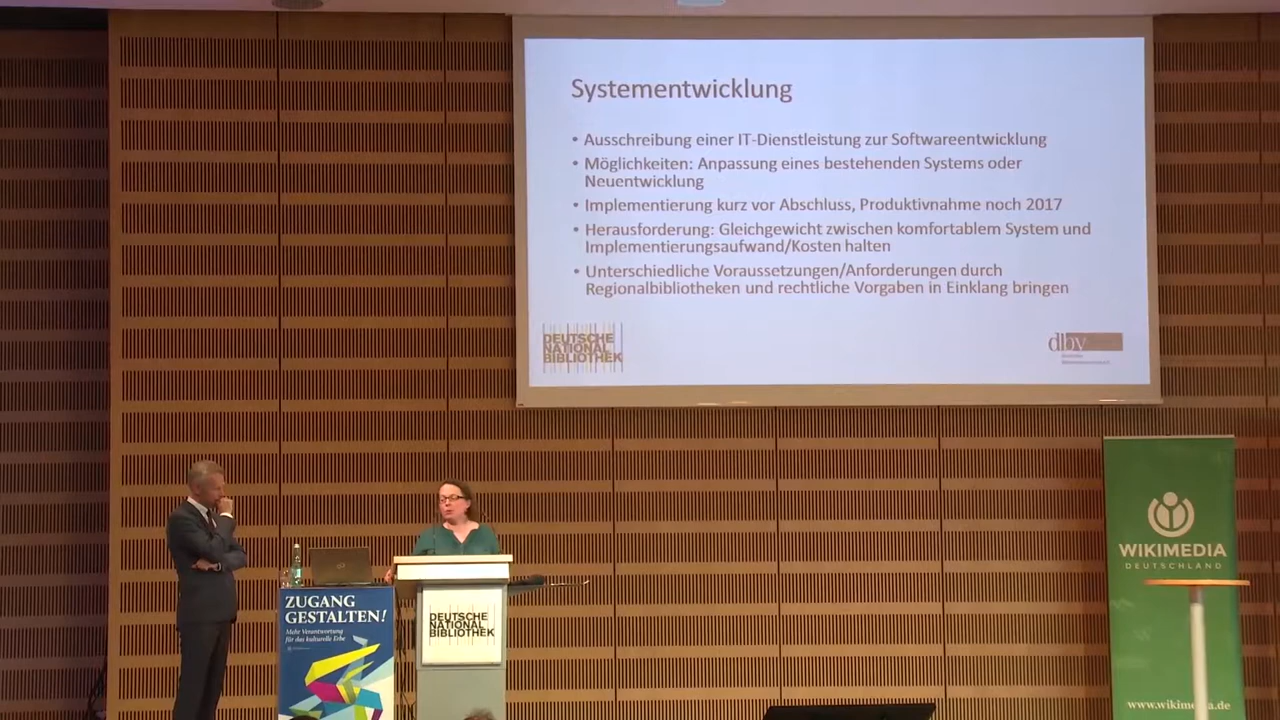 Systementwicklung
• Ausschreibung einer IT-Dienstleistung zur Softwareentwicklung
• Möglichkeiten: Anpassung eines bestehenden Systems oder
Neuentwicklung
• Implementierung kurz vor Abschluss, Produktivnahme noch 2017
• Herausforderung: Gleichgewicht zwischen komfortablem System und
Implementierungsaufwand/Kosten halten
• Unterschiedliche Voraussetzungen/Anforderungen durch
Regionalbibliotheken und rechtliche Vorgaben in Einklang bringen
DEUTSCHE
NATIONAL
BIBLIOTHEK
dbv
ZUGANG
GESTALTEN!
Mehr Verantwortung
für das kulturelle Erbe
DEUTSCHE
NATIONAL
BIBLIOTHEK
WIKIMEDIA
DEUTSCHLAND